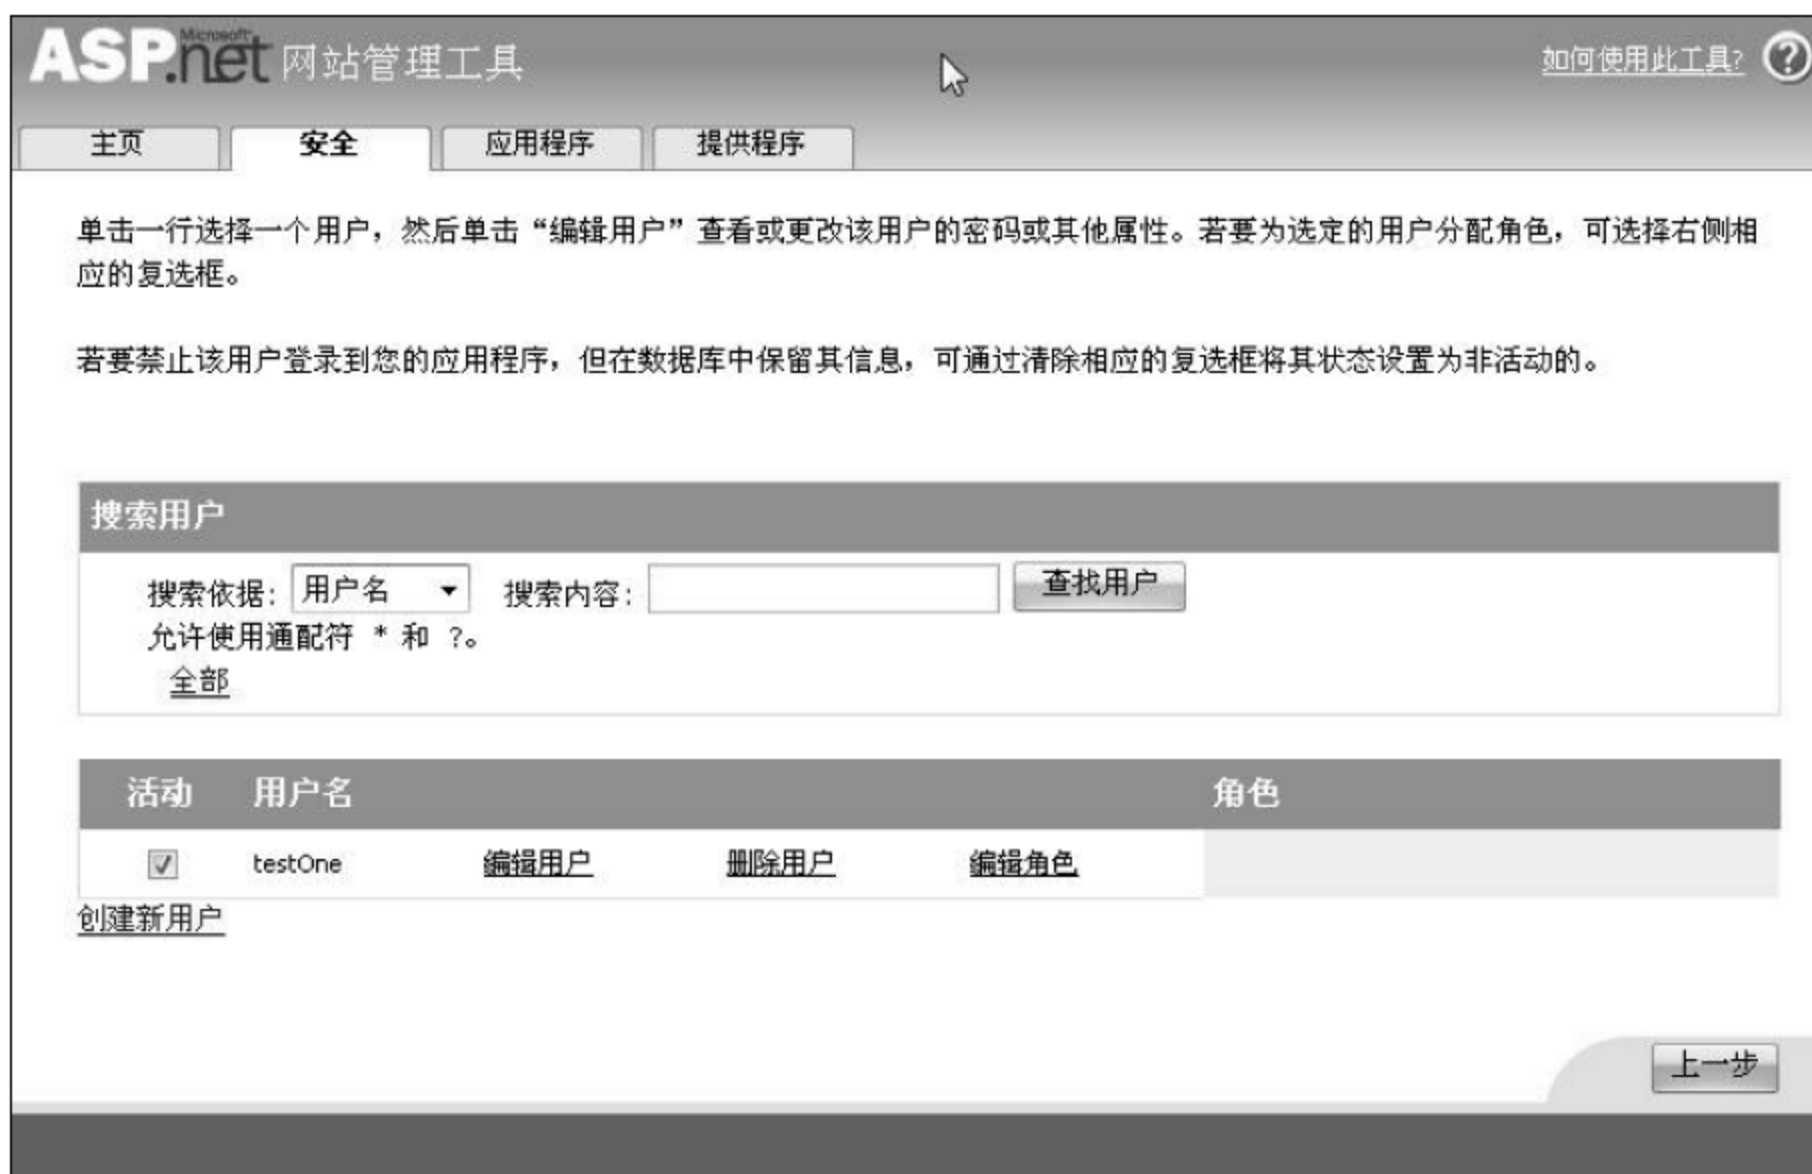 Microsoft
ASP.net 网站管理工具
如何使用此工具? ?
主页 安全 应用程序 提供程序
单击一行选择一个用户，然后单击“编辑用户”查看或更改该用户的密码或其他属性。若要为选定的用户分配角色，可选择右侧相
应的复选框。
若要禁止该用户登录到您的应用程序，但在数据库中保留其信息，可通过清除相应的复选框将其状态设置为非活动的。
搜索用户
搜索依据: 用户名 搜索内容: 查找用户
允许使用通配符 * 和 ?。
全部
活动 用户名 角色
testOne 编辑用户 删除用户 编辑角色
创建新用户
上一步